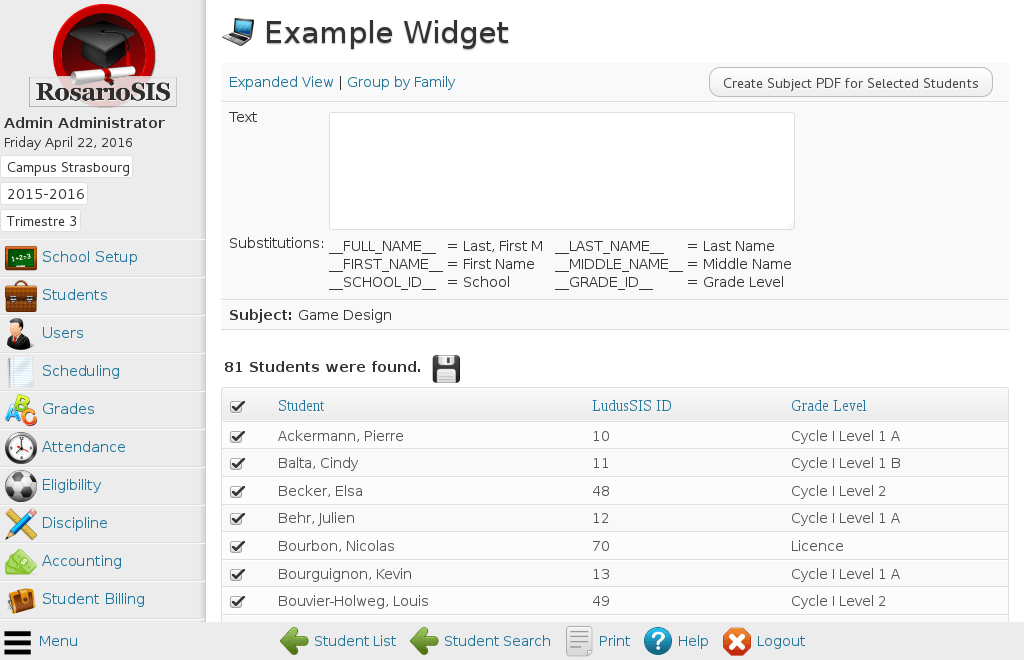 RosarioSIS
Admin Administrator
Friday April 22, 2016
Campus Strasbourg
2015-2016
Trimestre 3
1+2=3 School Setup
Students
Users
Scheduling
ABC Grades
Attendance
Eligibility
Discipline
Accounting
Student Billing
Example Widget
Expanded View | Group by Family Create Subject PDF for Selected Students
Text
Substitutions: __FULL_NAME__ = Last, First M __LAST_NAME__ = Last Name
__FIRST_NAME__ = First Name __MIDDLE_NAME__ = Middle Name
__SCHOOL_ID__ = School __GRADE_ID__ = Grade Level
Subject: Game Design
81 Students were found.
Student LudusSIS ID Grade Level
Ackermann, Pierre 10 Cycle I Level 1 A
Balta, Cindy 11 Cycle I Level 1 B
Becker, Elsa 48 Cycle I Level 2
Behr, Julien 12 Cycle I Level 1 A
Bourbon, Nicolas 70 Licence
Bourguignon, Kevin 13 Cycle I Level 1 A
Bouvier-Holweg, Louis 49 Cycle I Level 2
Menu Student List Student Search Print Help Logout